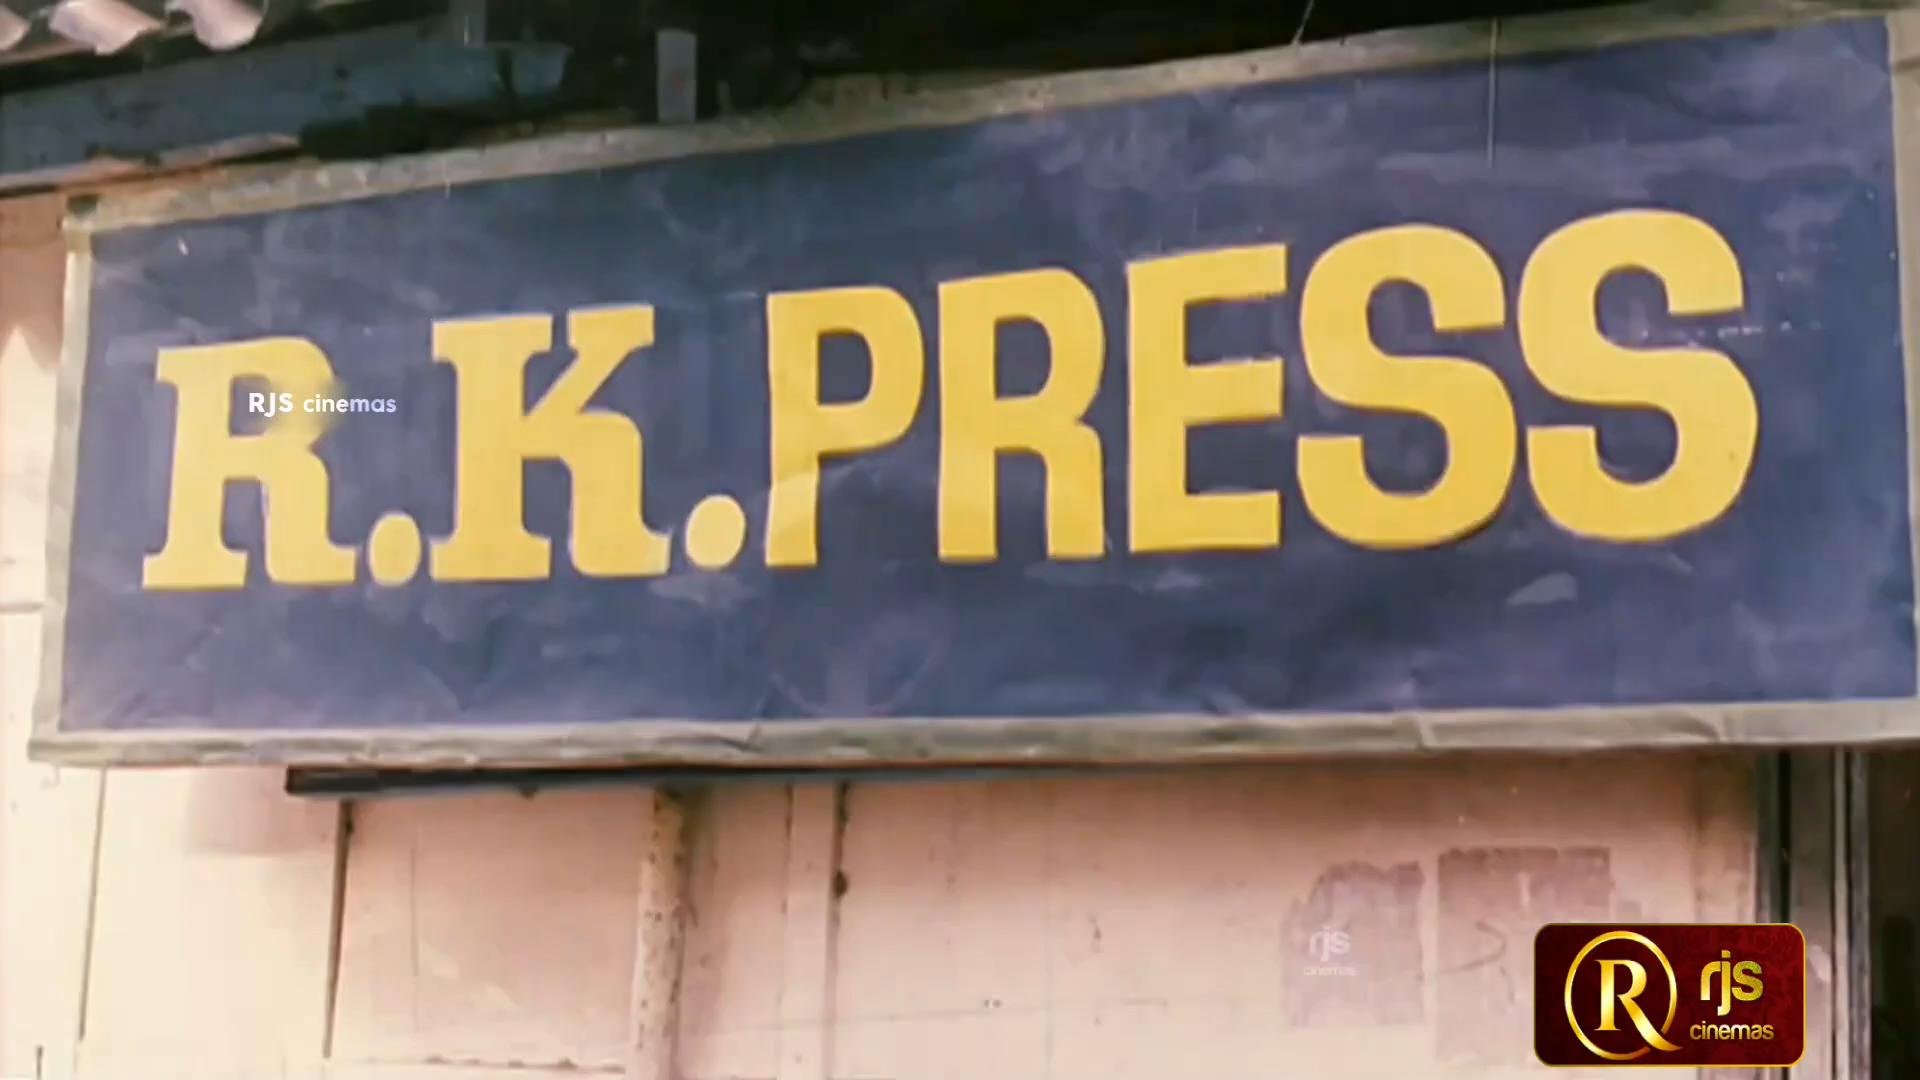 R.K.PRESS
RJS cinemas
rjs
cinemas
R rjs
cinemas